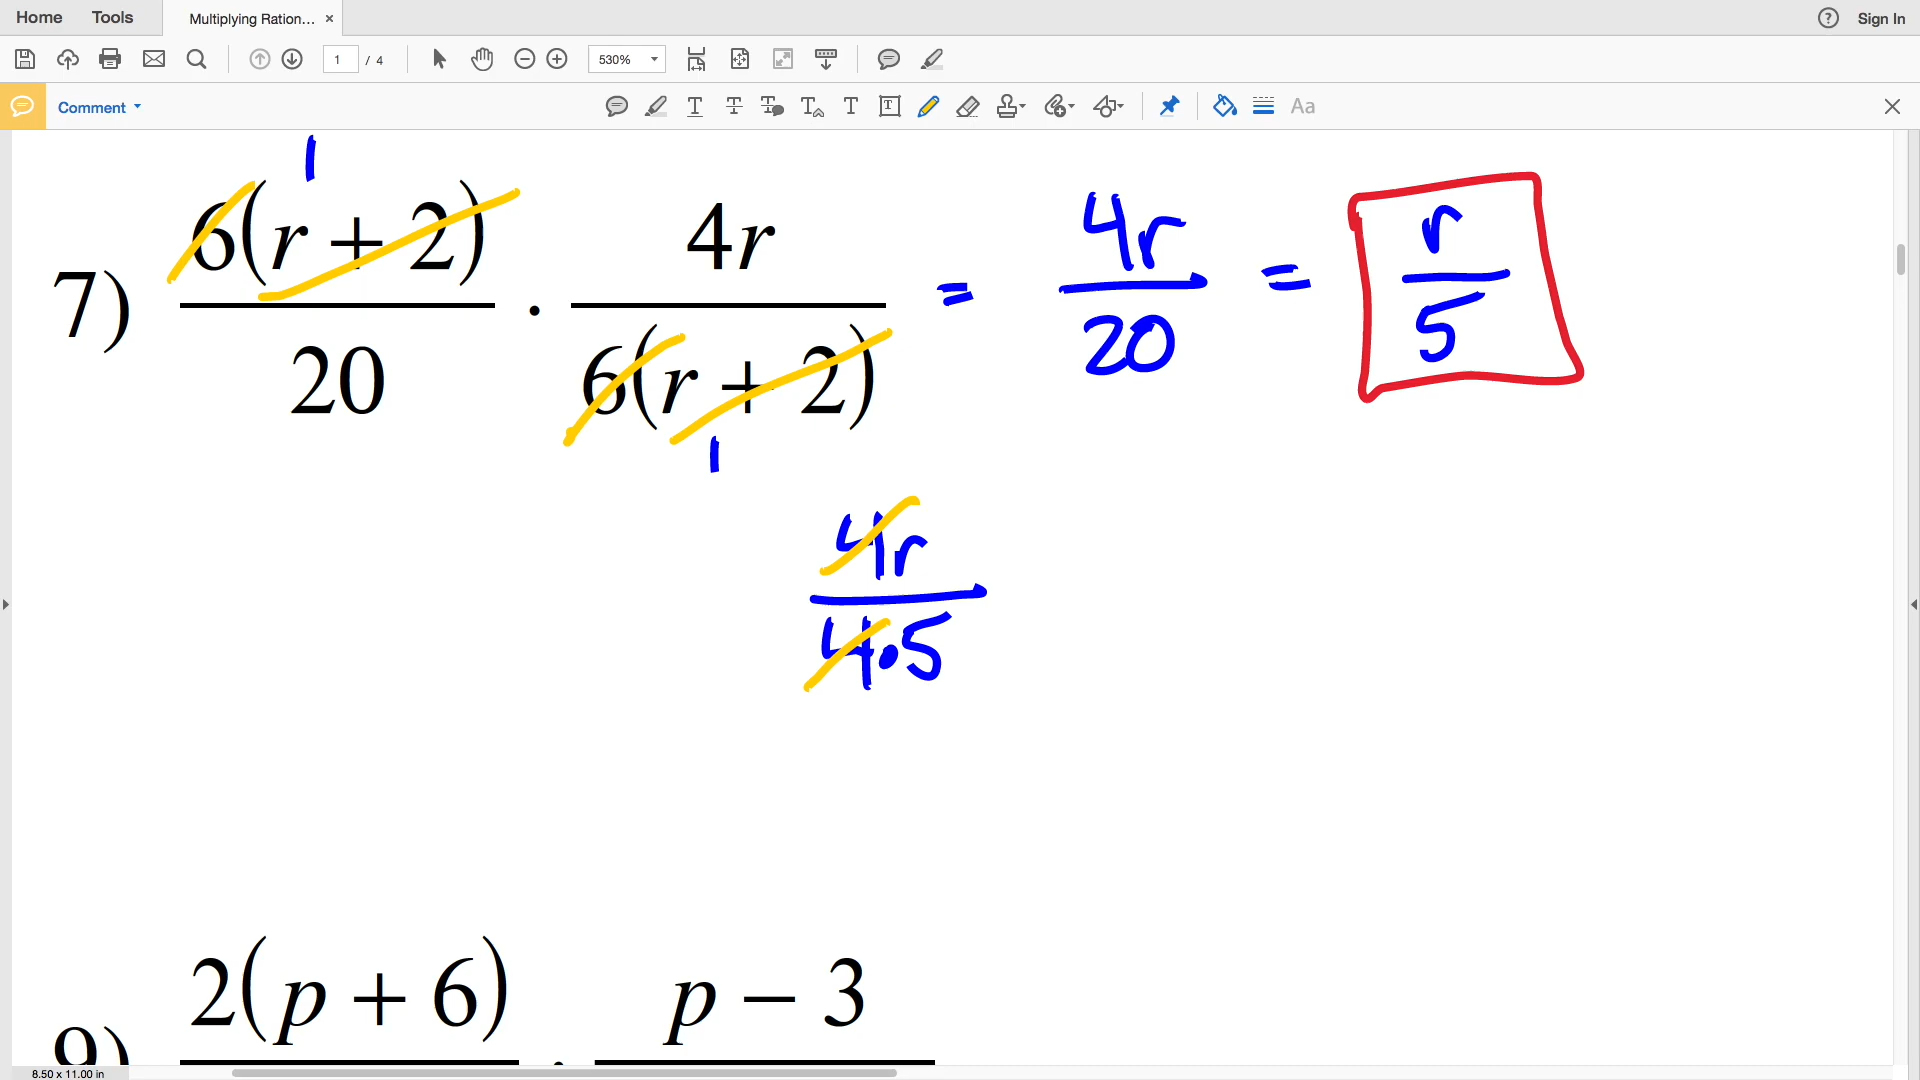 Home Tools Multiplying Ration... × ? Sign In
1 / 4 530%
Comment Aa
1
7) 6(r + 2)/20 · 4r/6(r + 2) = 4r/20 = r/5
1
4r/4·5
9) 2(p + 6) · p − 3
8.50 x 11.00 in